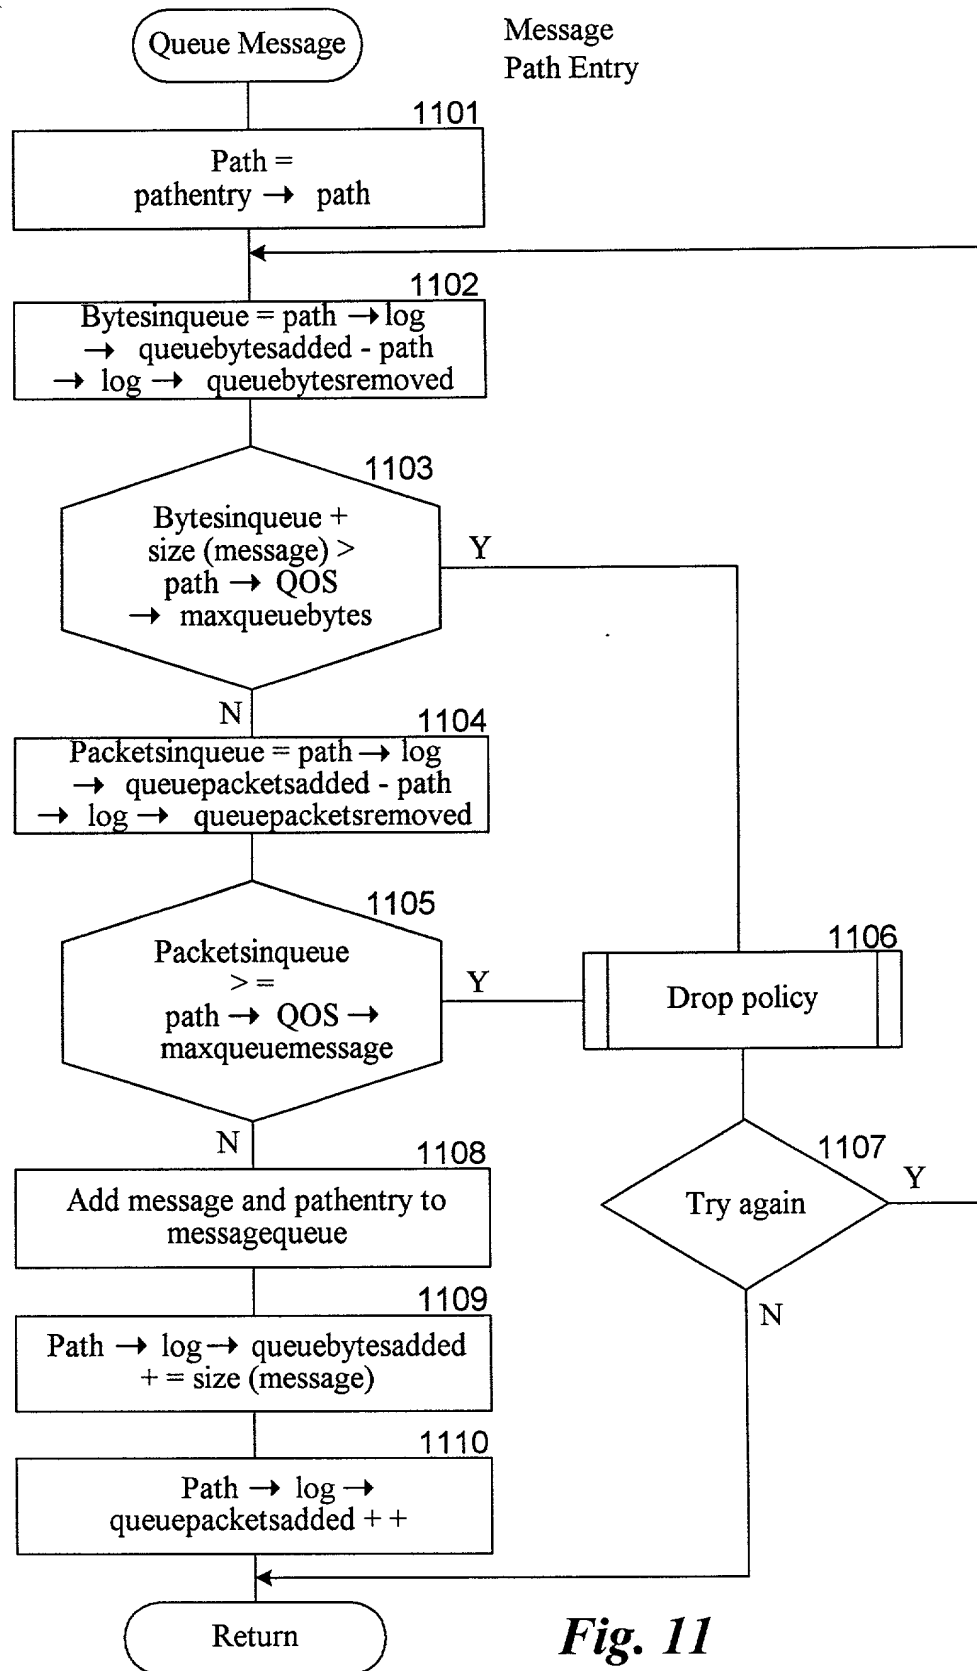 Queue Message
Message
Path Entry
1101
Path =
pathentry → path
1102
Bytesinqueue = path → log
→ queuebytesadded - path
→ log → queuebytesremoved
1103
Bytesinqueue +
size (message) >
path → QOS
→ maxqueuebytes
Y
N
1104
Packetsinqueue = path → log
→ queuepacketsadded - path
→ log → queuepacketsremoved
1105
Packetsinqueue
> =
path → QOS →
maxqueuemessage
Y
1106
Drop policy
N
1107
Try again
Y
N
1108
Add message and pathentry to
messagequeue
1109
Path → log → queuebytesadded
+ = size (message)
1110
Path → log →
queuepacketsadded + +
Return
Fig. 11